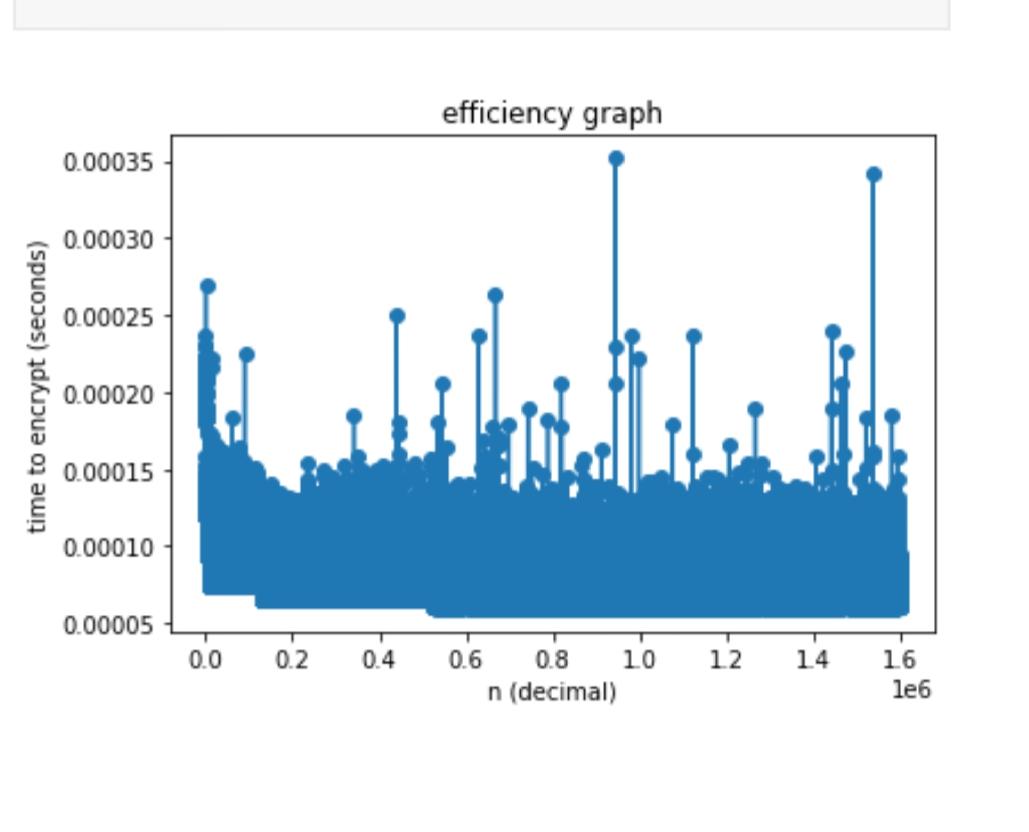 efficiency graph
time to encrypt (seconds)
0.00035
0.00030
0.00025
0.00020
0.00015
0.00010
0.00005
0.0 0.2 0.4 0.6 0.8 1.0 1.2 1.4 1.6
1e6
n (decimal)